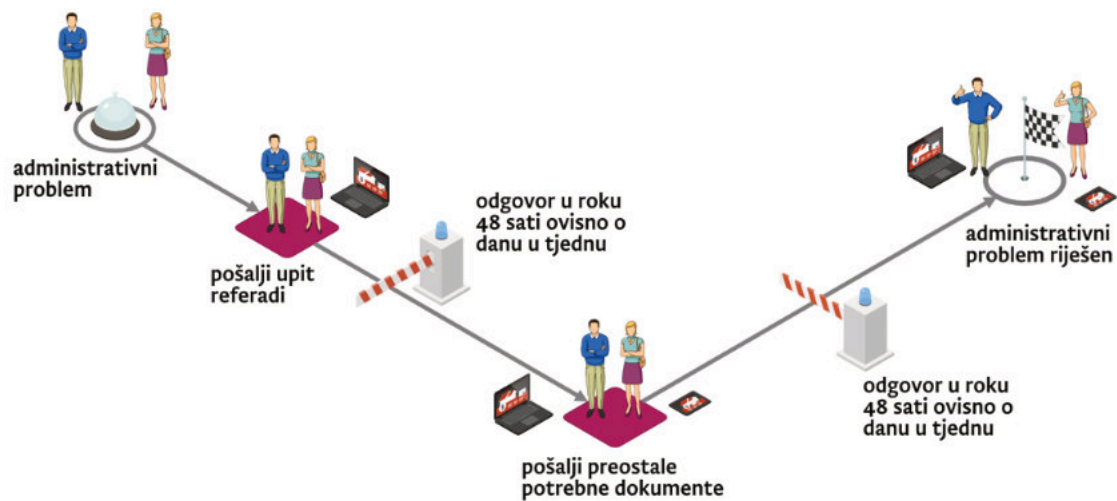 administrativni
problem
pošalji upit
referadi
odgovor u roku
48 sati ovisno o
danu u tjednu
pošalji preostale
potrebne dokumente
odgovor u roku
48 sati ovisno o
danu u tjednu
administrativni
problem riješen